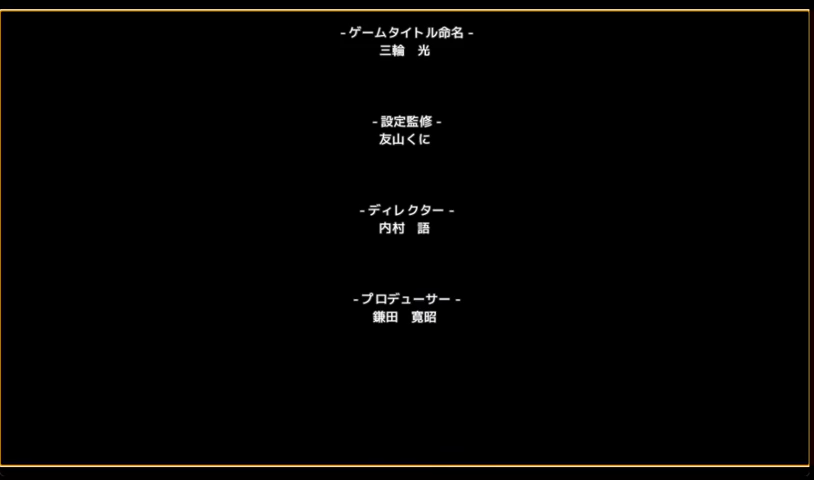 - ゲームタイトル命名 -
三輪　光
- 設定監修 -
友山くに
- ディレクター -
内村　語
- プロデューサー -
鎌田　寛昭